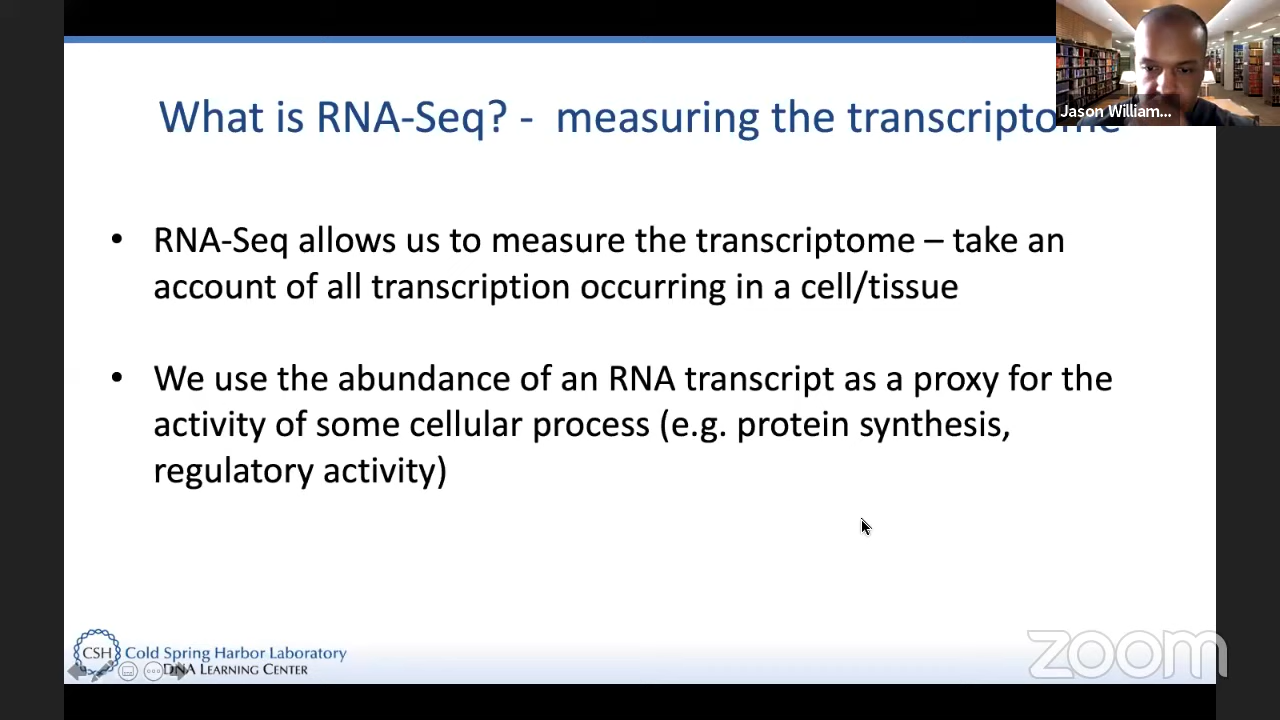 What is RNA-Seq? - measuring the transcriptome
Jason William...
• RNA-Seq allows us to measure the transcriptome – take an
account of all transcription occurring in a cell/tissue
• We use the abundance of an RNA transcript as a proxy for the
activity of some cellular process (e.g. protein synthesis,
regulatory activity)
CSH Cold Spring Harbor Laboratory
DNA LEARNING CENTER
zoom